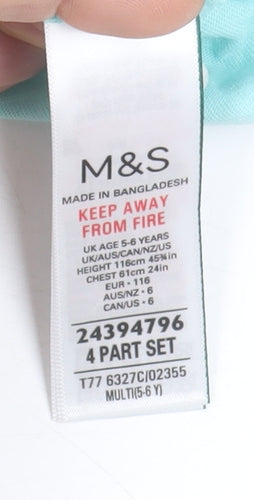 M&S
MADE IN BANGLADESH
KEEP AWAY
FROM FIRE
UK AGE 5-6 YEARS
UK/AUS/CAN/NZ/US
HEIGHT 116cm 45¾in
CHEST 61cm 24in
EUR - 116
AUS/NZ - 6
CAN/US - 6
24394796
4 PART SET
T77 6327C/02355
MULTI(5-6 Y)